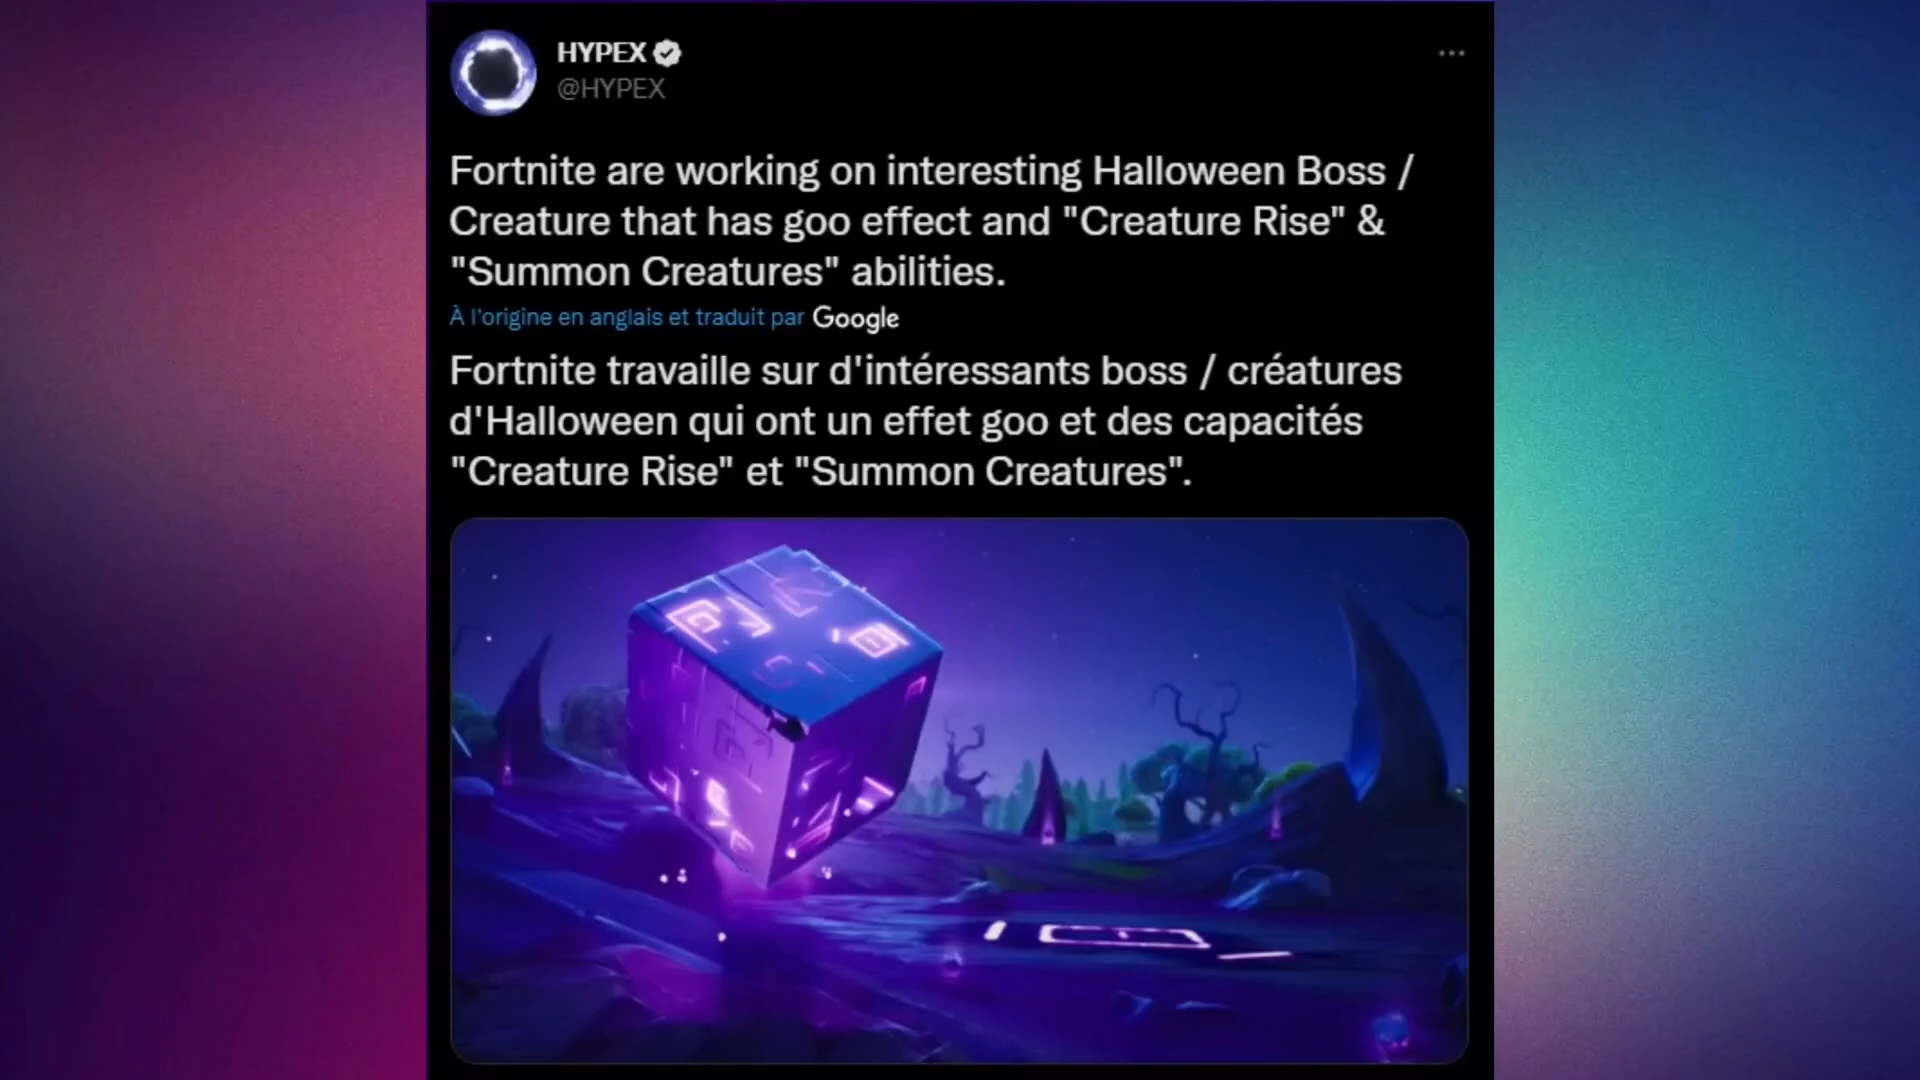 HYPEX
@HYPEX
Fortnite are working on interesting Halloween Boss /
Creature that has goo effect and "Creature Rise" &
"Summon Creatures" abilities.
À l'origine en anglais et traduit par Google
Fortnite travaille sur d'intéressants boss / créatures
d'Halloween qui ont un effet goo et des capacités
"Creature Rise" et "Summon Creatures".